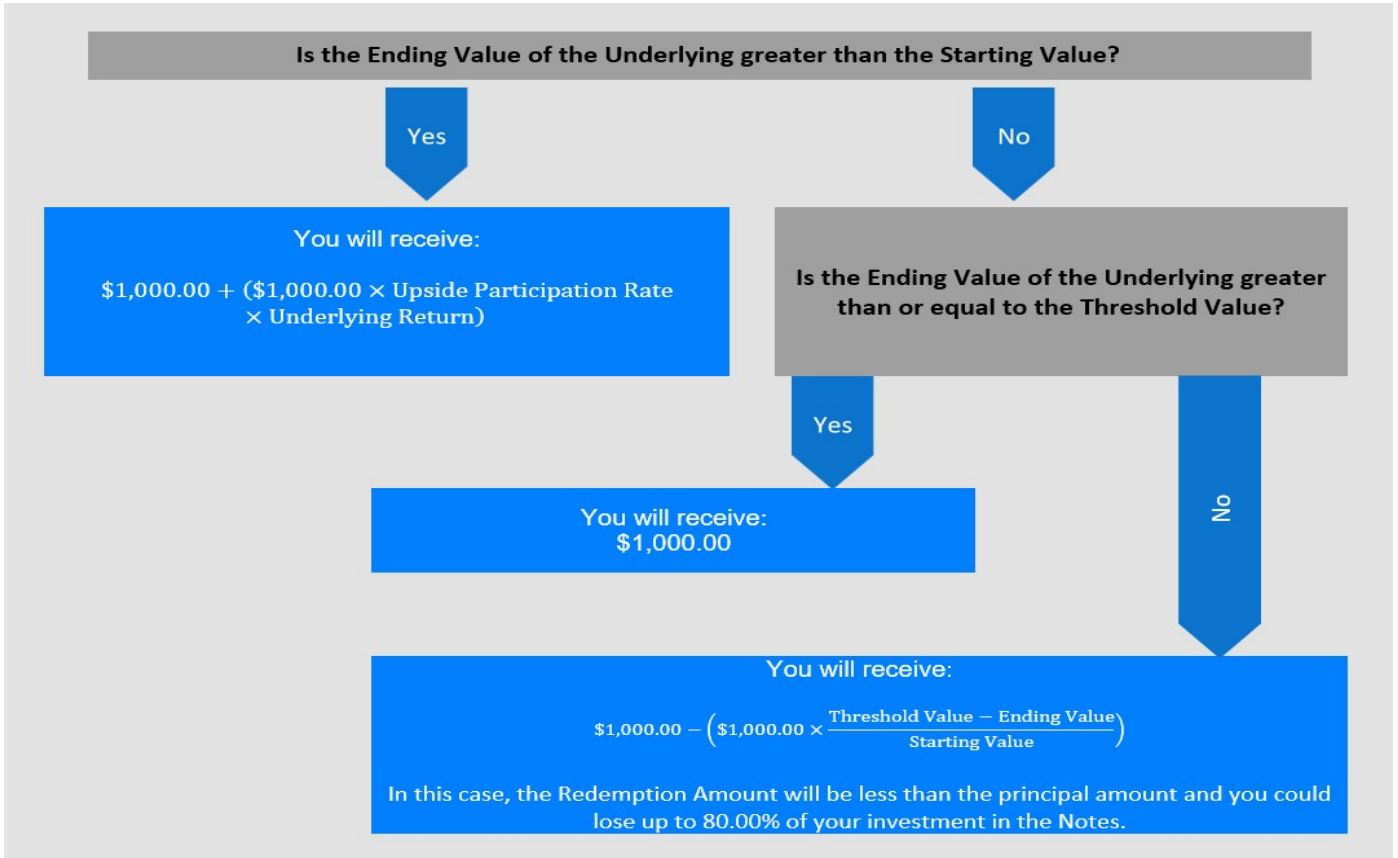 Is the Ending Value of the Underlying greater than the Starting Value?
Yes
No
You will receive:
$1,000.00 + ($1,000.00 × Upside Participation Rate
× Underlying Return)
Is the Ending Value of the Underlying greater
than or equal to the Threshold Value?
Yes
No
You will receive:
$1,000.00
You will receive:
$1,000.00 − ($1,000.00 × (Threshold Value − Ending Value) / Starting Value)
In this case, the Redemption Amount will be less than the principal amount and you could
lose up to 80.00% of your investment in the Notes.